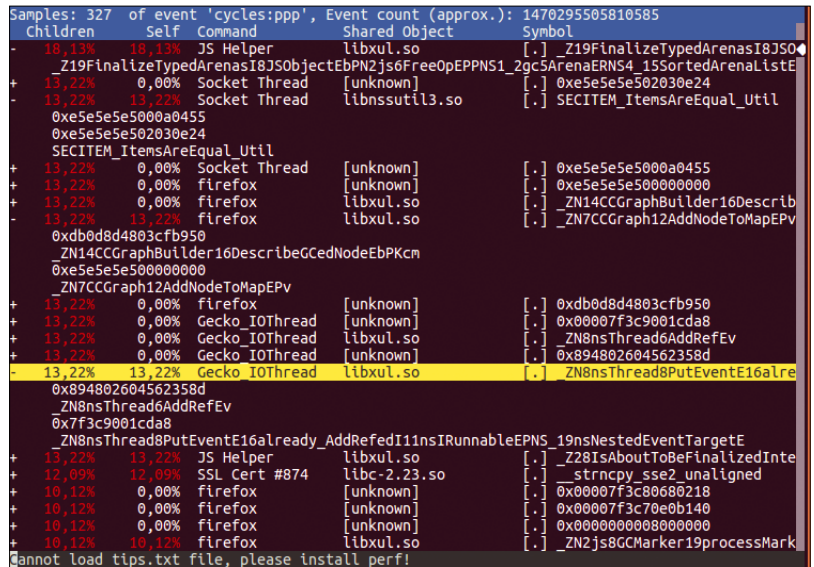 Samples: 327  of event 'cycles:ppp', Event count (approx.): 1470295505810585
  Children      Self  Command          Shared Object        Symbol
-   18,13%    18,13%  JS Helper        libxul.so            [.] _Z19FinalizeTypedArenasI8JSO
     _Z19FinalizeTypedArenasI8JSObjectEbPN2js6FreeOpEPPNS1_2gc5ArenaERNS4_15SortedArenaListE
+   13,22%     0,00%  Socket Thread    [unknown]            [.] 0xe5e5e5e502030e24
-   13,22%    13,22%  Socket Thread    libnssutil3.so       [.] SECITEM_ItemsAreEqual_Util
     0xe5e5e5e5000a0455
     0xe5e5e5e502030e24
     SECITEM_ItemsAreEqual_Util
+   13,22%     0,00%  Socket Thread    [unknown]            [.] 0xe5e5e5e5000a0455
+   13,22%     0,00%  firefox          [unknown]            [.] 0xe5e5e5e500000000
+   13,22%     0,00%  firefox          libxul.so            [.] _ZN14CCGraphBuilder16Describ
-   13,22%    13,22%  firefox          libxul.so            [.] _ZN7CCGraph12AddNodeToMapEPv
     0xdb0d8d4803cfb950
     _ZN14CCGraphBuilder16DescribeGCedNodeEbPKcm
     0xe5e5e5e500000000
     _ZN7CCGraph12AddNodeToMapEPv
+   13,22%     0,00%  firefox          [unknown]            [.] 0xdb0d8d4803cfb950
+   13,22%     0,00%  Gecko_IOThread   [unknown]            [.] 0x00007f3c9001cda8
+   13,22%     0,00%  Gecko_IOThread   libxul.so            [.] _ZN8nsThread6AddRefEv
+   13,22%     0,00%  Gecko_IOThread   [unknown]            [.] 0x894802604562358d
-   13,22%    13,22%  Gecko_IOThread   libxul.so            [.] _ZN8nsThread8PutEventE16alre
     0x894802604562358d
     _ZN8nsThread6AddRefEv
     0x7f3c9001cda8
     _ZN8nsThread8PutEventE16already_AddRefedI11nsIRunnableEPNS_19nsNestedEventTargetE
+   13,22%    13,22%  JS Helper        libxul.so            [.] _Z28IsAboutToBeFinalizedInte
+   12,09%    12,09%  SSL Cert #874    libc-2.23.so         [.] __strncpy_sse2_unaligned
+   10,12%     0,00%  firefox          [unknown]            [.] 0x00007f3c80680218
+   10,12%     0,00%  firefox          [unknown]            [.] 0x00007f3c70e0b140
+   10,12%     0,00%  firefox          [unknown]            [.] 0x0000000008000000
+   10,12%    10,12%  firefox          libxul.so            [.] _ZN2js8GCMarker19processMark
Cannot load tips.txt file, please install perf!